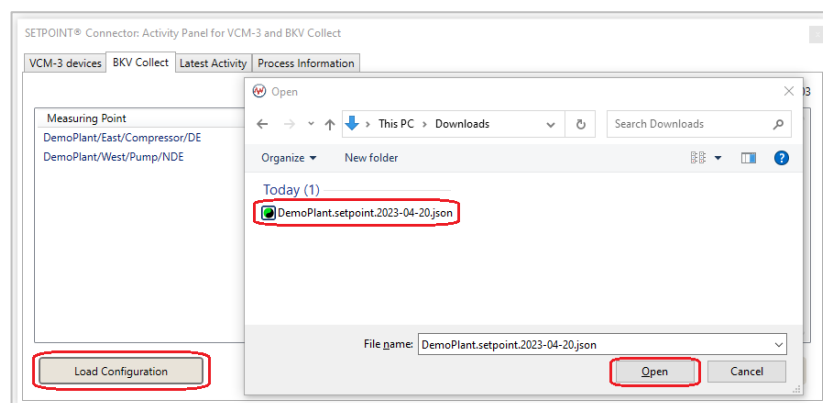 SETPOINT® Connector: Activity Panel for VCM-3 and BKV Collect
VCM-3 devices BKV Collect Latest Activity Process Information
Open
Measuring Point
DemoPlant/East/Compressor/DE
DemoPlant/West/Pump/NDE
This PC > Downloads
Search Downloads
Organize
New folder
Today (1)
DemoPlant.setpoint.2023-04-20.json
File name: DemoPlant.setpoint.2023-04-20.json
Load Configuration
Open
Cancel